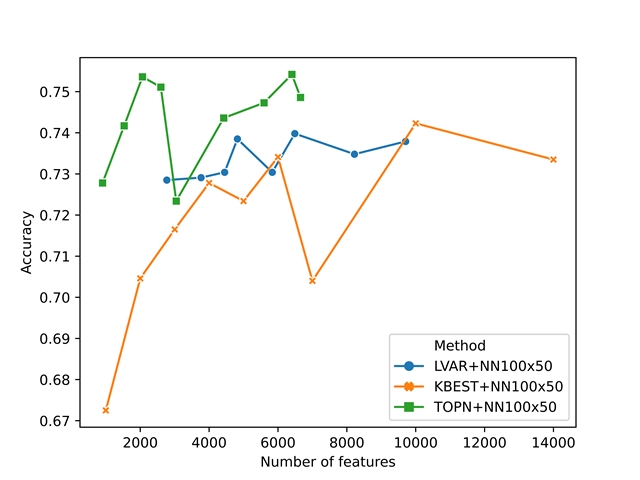 0.75
0.74
0.73
0.72
0.71
0.70
0.69
0.68
0.67
Accuracy
2000 4000 6000 8000 10000 12000 14000
Number of features
Method
LVAR+NN100x50
KBEST+NN100x50
TOPN+NN100x50